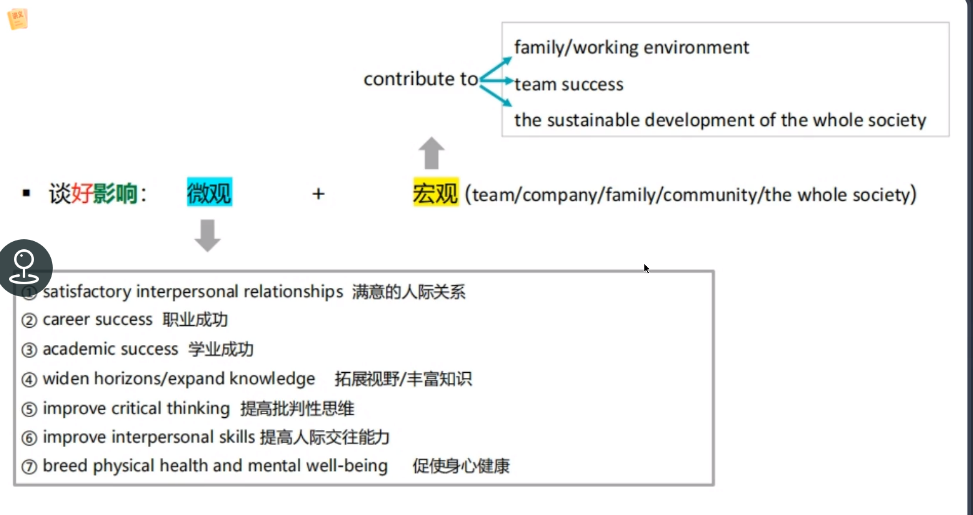 family/working environment
contribute to
team success
the sustainable development of the whole society
▪ 谈好影响： 微观 + 宏观 (team/company/family/community/the whole society)
① satisfactory interpersonal relationships 满意的人际关系
② career success 职业成功
③ academic success 学业成功
④ widen horizons/expand knowledge 拓展视野/丰富知识
⑤ improve critical thinking 提高批判性思维
⑥ improve interpersonal skills 提高人际交往能力
⑦ breed physical health and mental well-being 促使身心健康